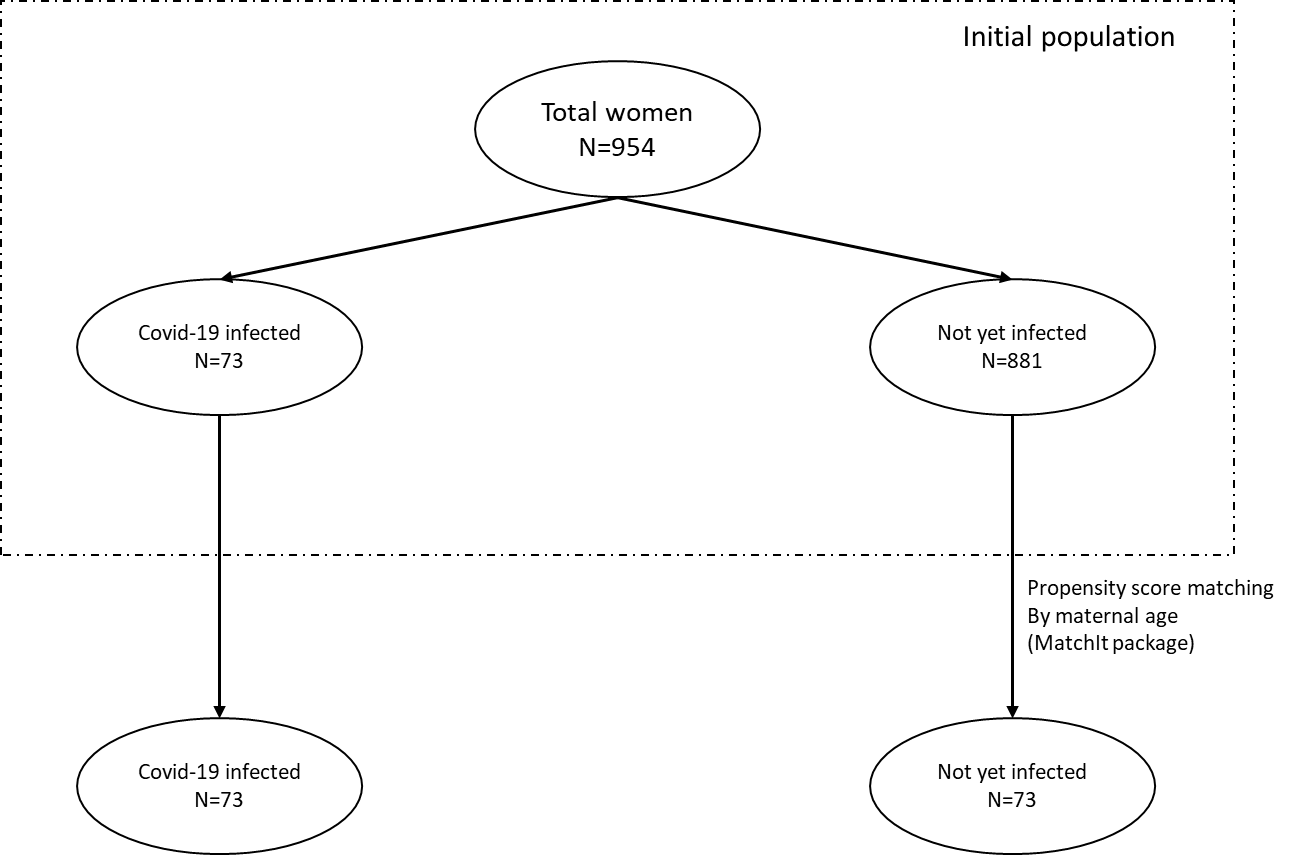 Initial population
Total women
N=954
Covid-19 infected
N=73
Not yet infected
N=881
Propensity score matching
By maternal age
(MatchIt package)
Covid-19 infected
N=73
Not yet infected
N=73